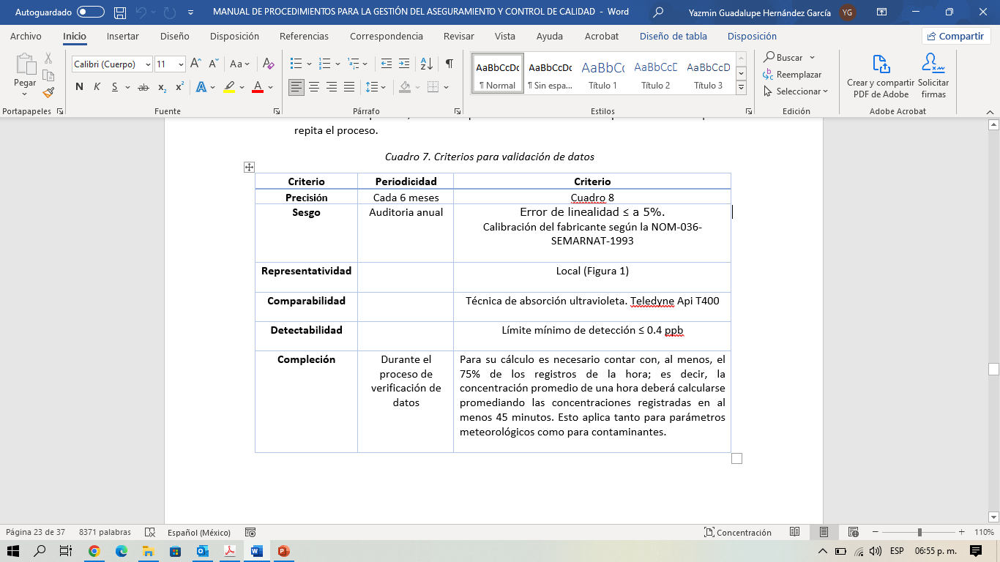 Autoguardado
MANUAL DE PROCEDIMIENTOS PARA LA GESTIÓN DEL ASEGURAMIENTO Y CONTROL DE CALIDAD - Word
Yazmin Guadalupe Hernández García
YG
Archivo Inicio Insertar Diseño Disposición Referencias Correspondencia Revisar Vista Ayuda Acrobat Diseño de tabla Disposición
Compartir
Pegar
Calibri (Cuerpo) 11
N K S ab x₂ x²
AaBbCcDc AaBbCcDc AaBbCc AaBbCcD AaBbCcD
¶ Normal ¶ Sin espa... Título 1 Título 2 Título 3
Buscar
Reemplazar
Seleccionar
Crear y compartir
PDF de Adobe
Solicitar
firmas
Portapapeles Fuente Párrafo Estilos Edición Adobe Acrobat
repita el proceso.
Cuadro 7. Criterios para validación de datos
Criterio Periodicidad Criterio
Precisión Cada 6 meses Cuadro 8
Sesgo Auditoria anual Error de linealidad ≤ a 5%.
Calibración del fabricante según la NOM-036-
SEMARNAT-1993
Representatividad Local (Figura 1)
Comparabilidad Técnica de absorción ultravioleta. Teledyne Api T400
Detectabilidad Límite mínimo de detección ≤ 0.4 ppb
Compleción
Durante el
proceso de
verificación de
datos
Para su cálculo es necesario contar con, al menos, el
75% de los registros de la hora; es decir, la
concentración promedio de una hora deberá calcularse
promediando las concentraciones registradas en al
menos 45 minutos. Esto aplica tanto para parámetros
meteorológicos como para contaminantes.
Página 23 de 37 8371 palabras Español (México) Concentración 110%
ESP 06:55 p. m.